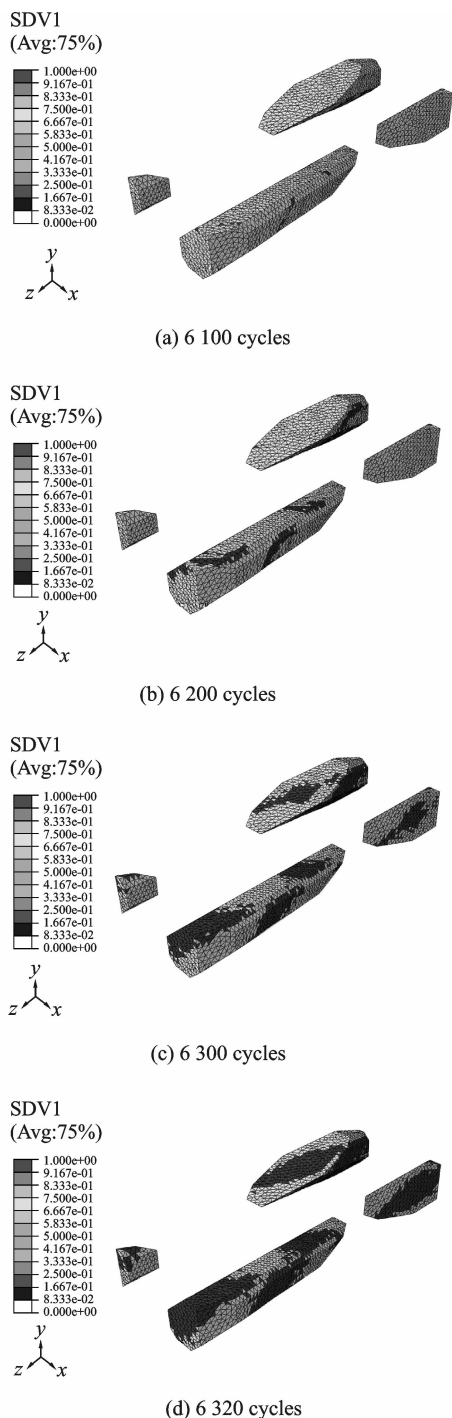 SDV1
(Avg:75%)
1.000e+00
9.167e-01
8.333e-01
7.500e-01
6.667e-01
5.833e-01
5.000e-01
4.167e-01
3.333e-01
2.500e-01
1.667e-01
8.333e-02
0.000e+00
y
z x
(a) 6 100 cycles
SDV1
(Avg:75%)
1.000e+00
9.167e-01
8.333e-01
7.500e-01
6.667e-01
5.833e-01
5.000e-01
4.167e-01
3.333e-01
2.500e-01
1.667e-01
8.333e-02
0.000e+00
y
z x
(b) 6 200 cycles
SDV1
(Avg:75%)
1.000e+00
9.167e-01
8.333e-01
7.500e-01
6.667e-01
5.833e-01
5.000e-01
4.167e-01
3.333e-01
2.500e-01
1.667e-01
8.333e-02
0.000e+00
y
z x
(c) 6 300 cycles
SDV1
(Avg:75%)
1.000e+00
9.167e-01
8.333e-01
7.500e-01
6.667e-01
5.833e-01
5.000e-01
4.167e-01
3.333e-01
2.500e-01
1.667e-01
8.333e-02
0.000e+00
y
z x
(d) 6 320 cycles